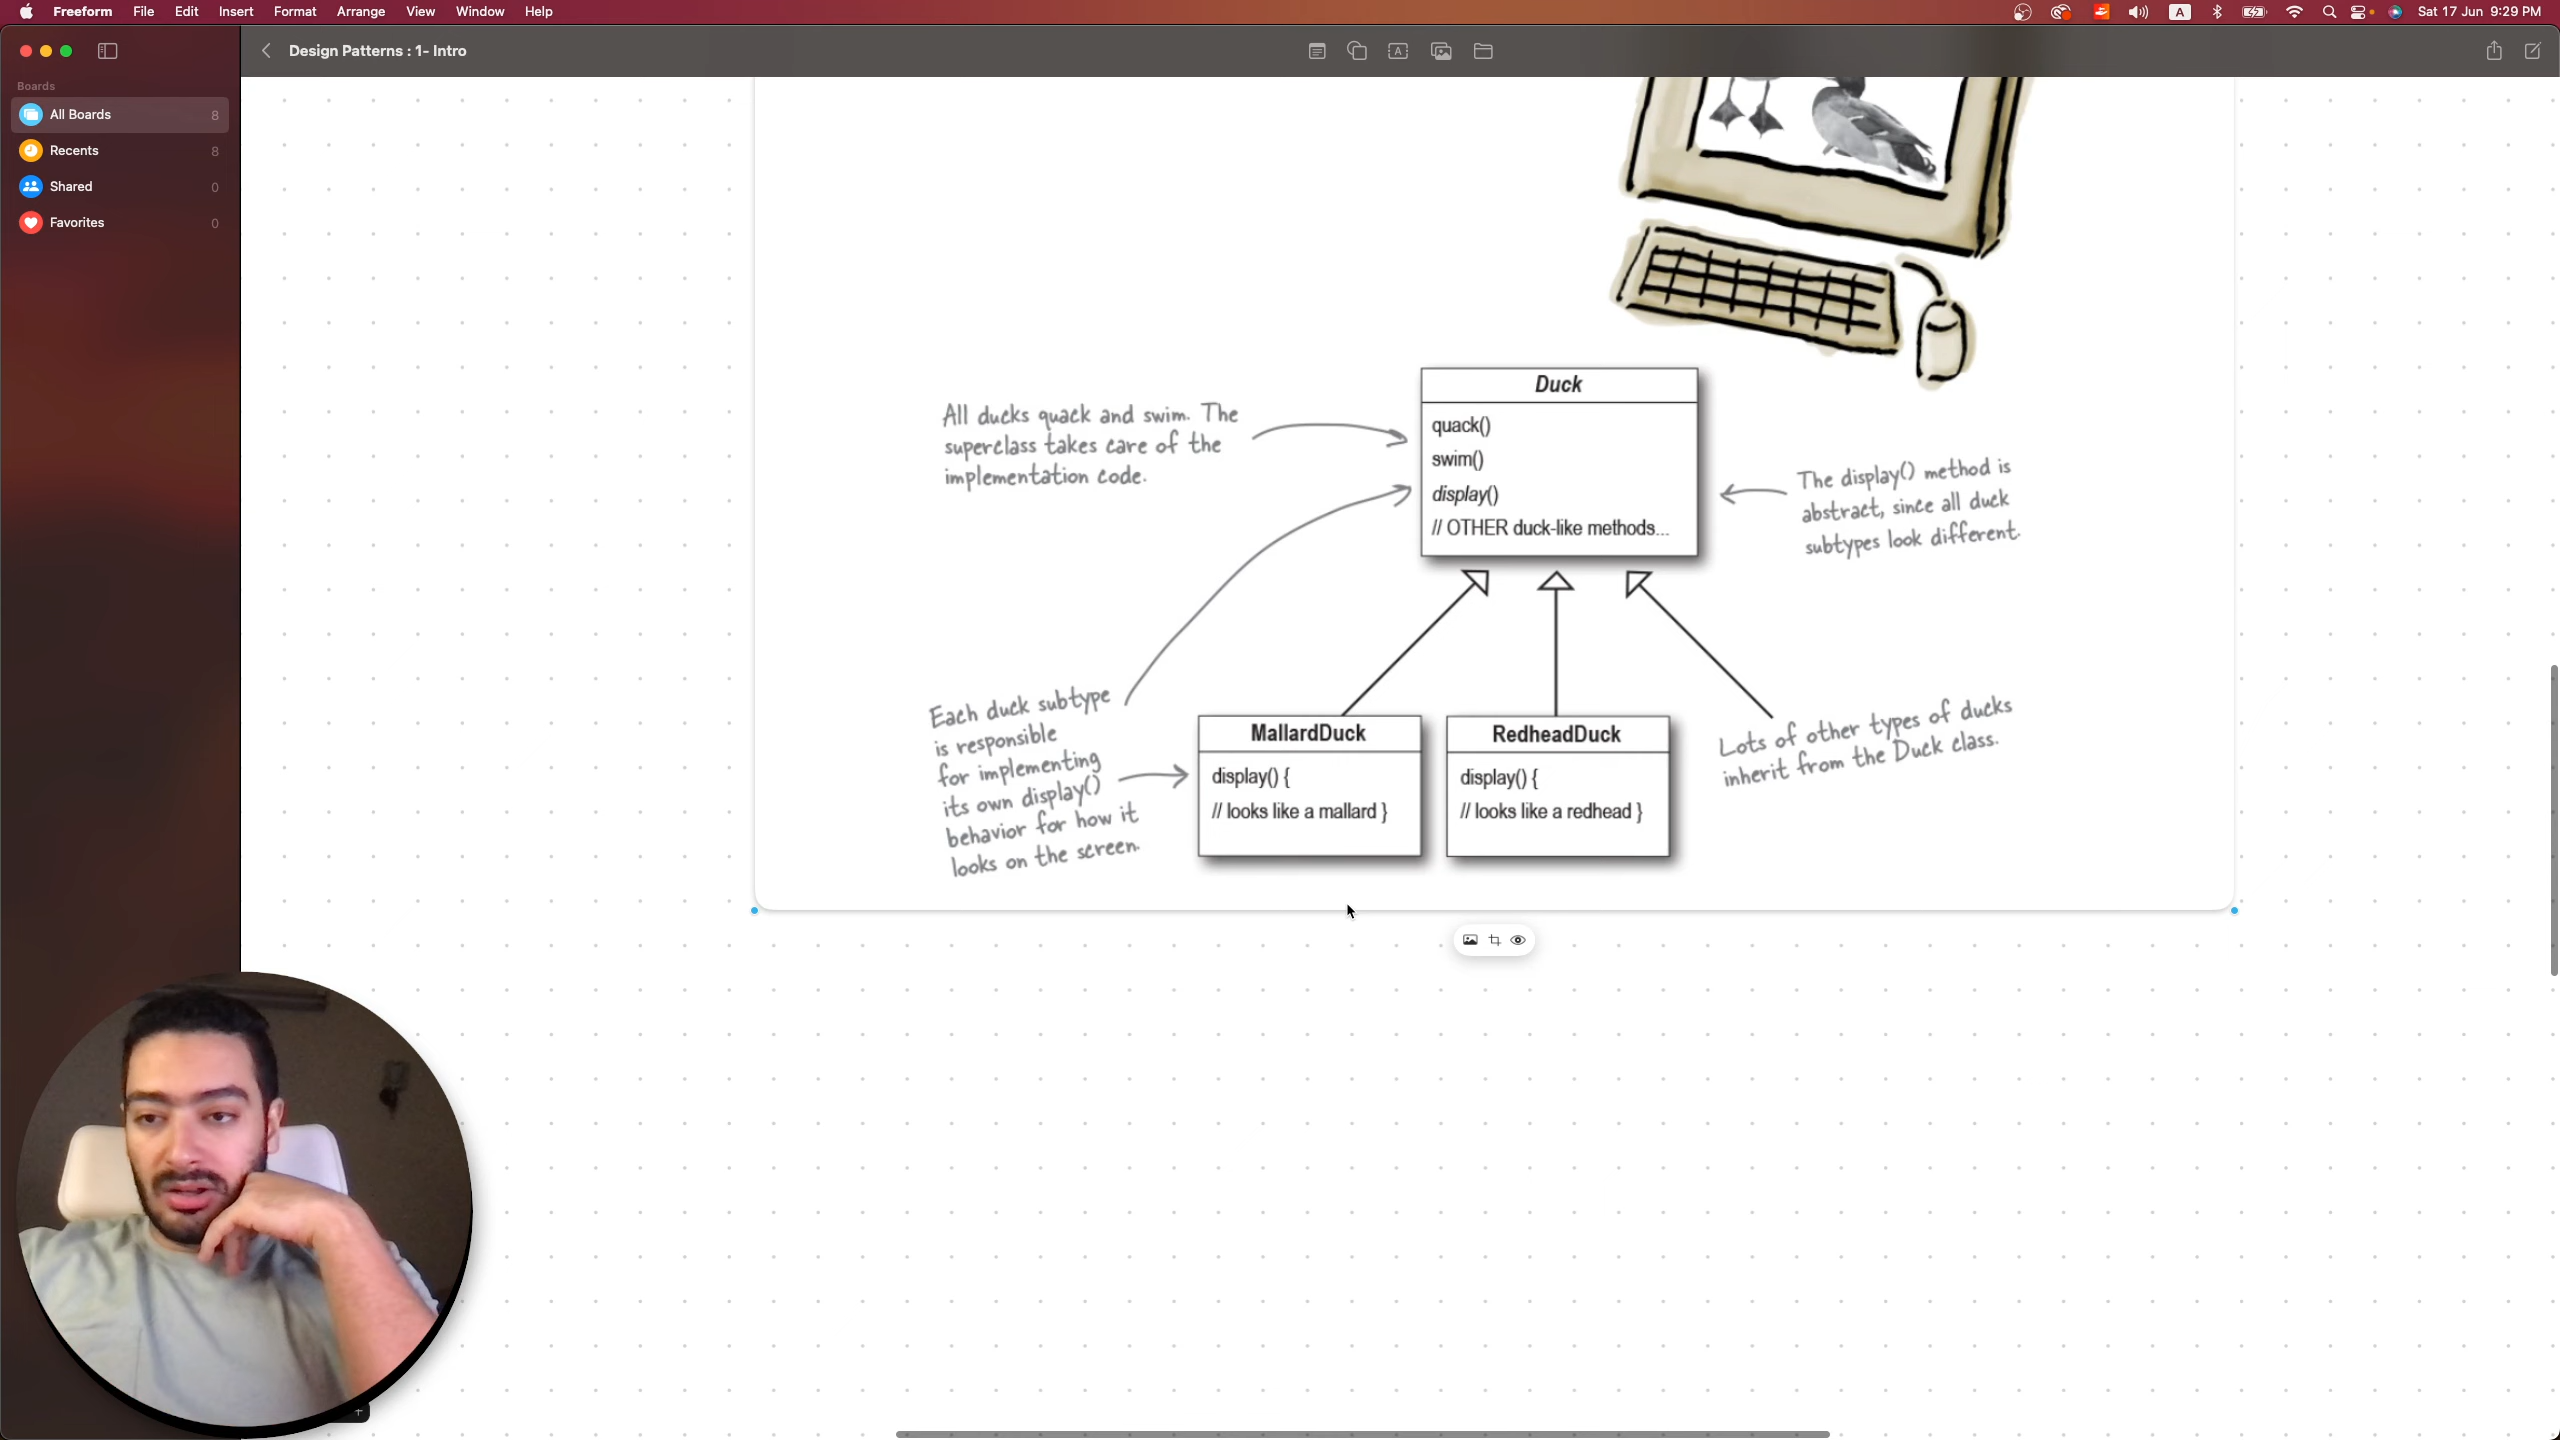 Freeform File Edit Insert Format Arrange View Window Help
A
Sat 17 Jun 9:29 PM
Design Patterns : 1- Intro
A
Boards
All Boards 8
Recents 8
Shared 0
Favorites 0
All ducks quack and swim. The
superclass takes care of the
implementation code.
Duck
quack()
swim()
display()
// OTHER duck-like methods...
The display() method is
abstract, since all duck
subtypes look different.
Each duck subtype
is responsible
for implementing
its own display()
behavior for how it
looks on the screen.
MallardDuck
display() {
// looks like a mallard }
RedheadDuck
display() {
// looks like a redhead }
Lots of other types of ducks
inherit from the Duck class.